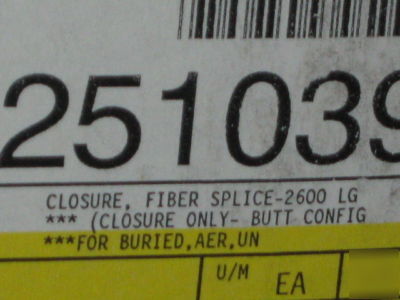 251039
CLOSURE, FIBER SPLICE-2600 LG
*** (CLOSURE ONLY- BUTT CONFIG
***FOR BURIED,AER,UN
U/M EA